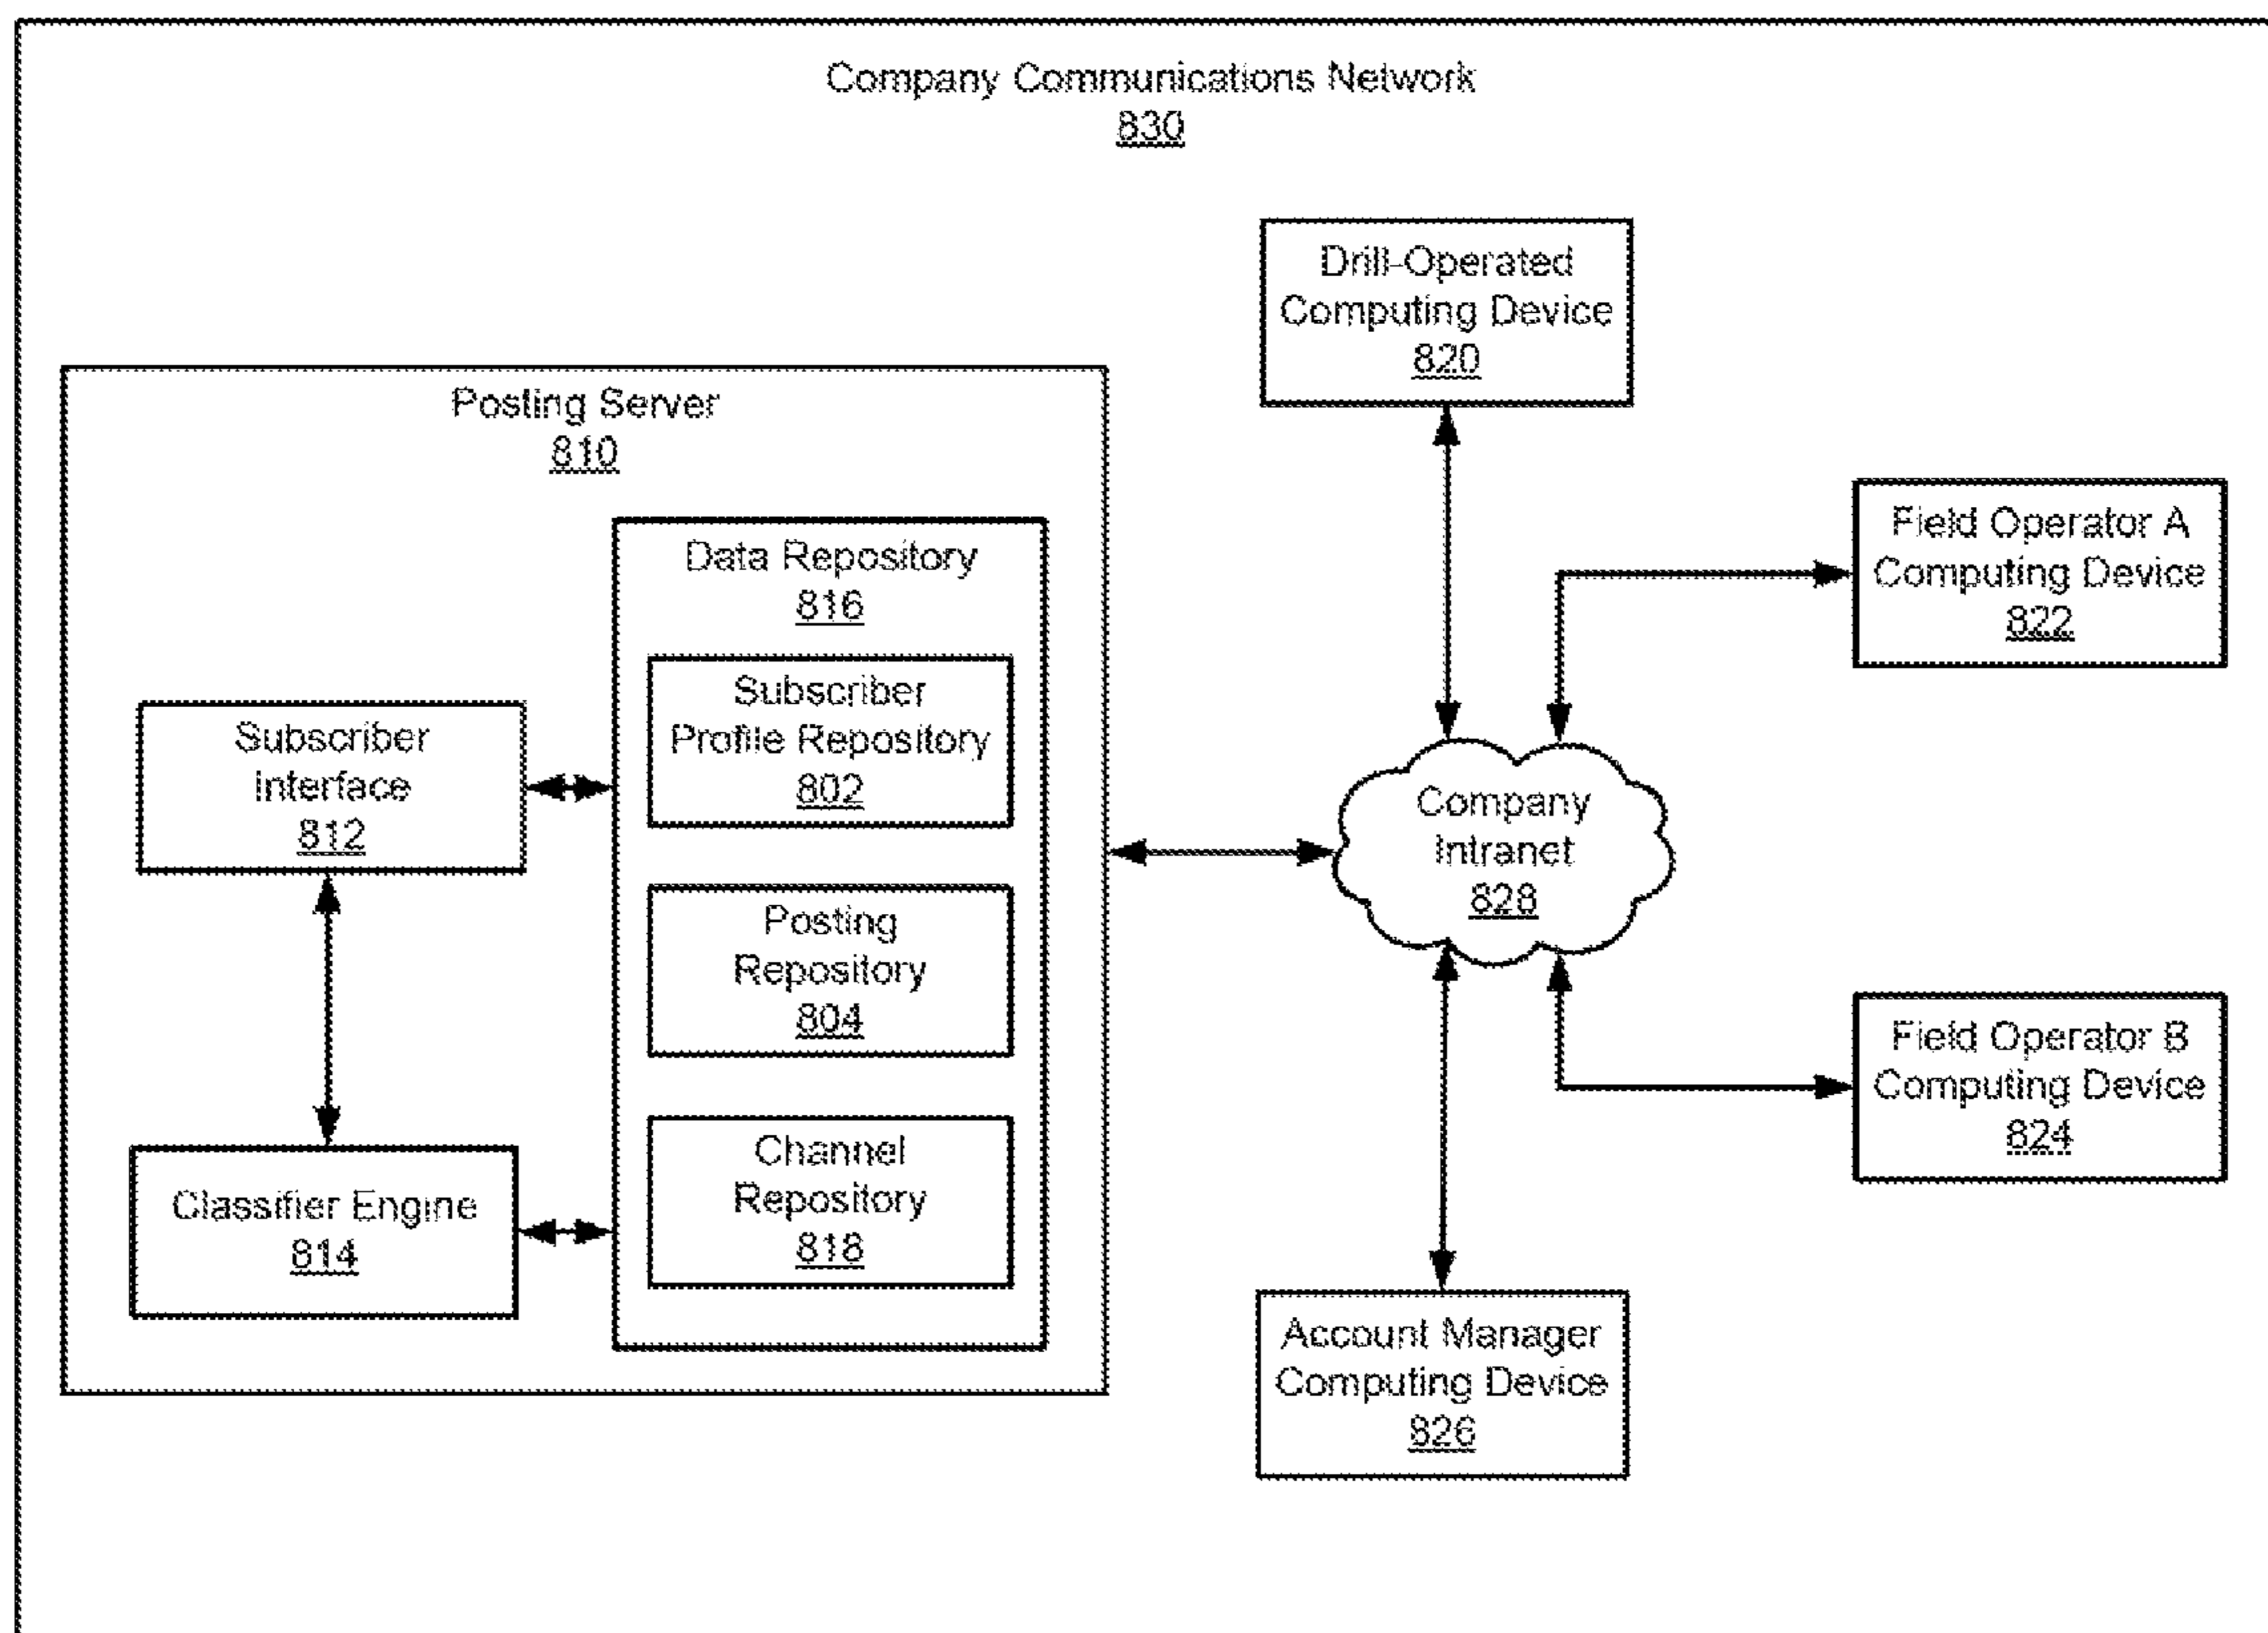 Company Communications Network
830
Drill-Operated
Computing Device
820
Posting Server
810
Field Operator A
Computing Device
822
Data Repository
816
Subscriber
Profile Repository
802
Subscriber
Interface
812
Company
Intranet
828
Posting
Repository
804
Field Operator B
Computing Device
824
Channel
Repository
818
Classifier Engine
814
Account Manager
Computing Device
826